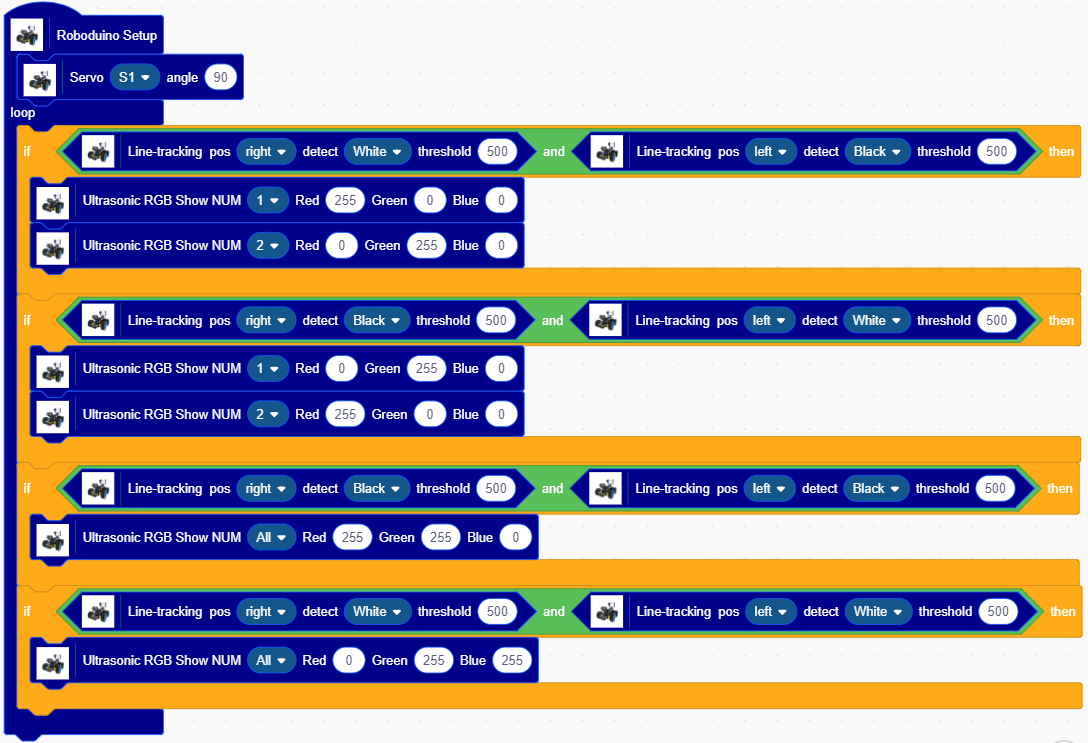 Roboduino Setup
Servo S1 angle 90
loop
if Line-tracking pos right detect White threshold 500 and Line-tracking pos left detect Black threshold 500 then
Ultrasonic RGB Show NUM 1 Red 255 Green 0 Blue 0
Ultrasonic RGB Show NUM 2 Red 0 Green 255 Blue 0
if Line-tracking pos right detect Black threshold 500 and Line-tracking pos left detect White threshold 500 then
Ultrasonic RGB Show NUM 1 Red 0 Green 255 Blue 0
Ultrasonic RGB Show NUM 2 Red 255 Green 0 Blue 0
if Line-tracking pos right detect Black threshold 500 and Line-tracking pos left detect Black threshold 500 then
Ultrasonic RGB Show NUM All Red 255 Green 255 Blue 0
if Line-tracking pos right detect White threshold 500 and Line-tracking pos left detect White threshold 500 then
Ultrasonic RGB Show NUM All Red 0 Green 255 Blue 255